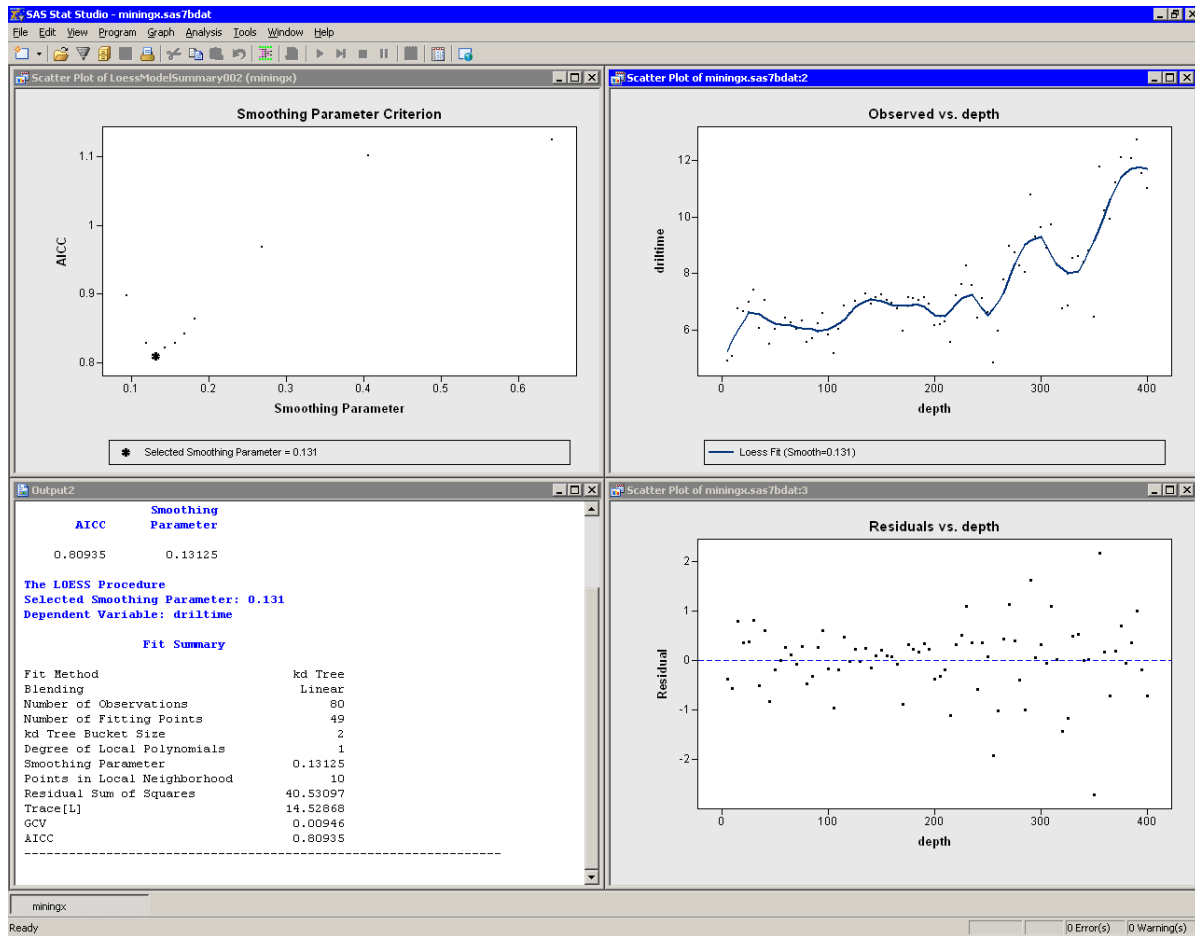 SAS Stat Studio - miningx.sas7bdat
File Edit View Program Graph Analysis Tools Window Help
Scatter Plot of LoessModelSummary002 (miningx)
Smoothing Parameter Criterion
AICC
1.1
1
0.9
0.8
0.1 0.2 0.3 0.4 0.5 0.6
Smoothing Parameter
Selected Smoothing Parameter = 0.131
Scatter Plot of miningx.sas7bdat:2
Observed vs. depth
driltime
12
10
8
6
0 100 200 300 400
depth
Loess Fit (Smooth=0.131)
Output2
Smoothing
AICC Parameter
0.80935 0.13125
The LOESS Procedure
Selected Smoothing Parameter: 0.131
Dependent Variable: driltime
Fit Summary
Fit Method kd Tree
Blending Linear
Number of Observations 80
Number of Fitting Points 49
kd Tree Bucket Size 2
Degree of Local Polynomials 1
Smoothing Parameter 0.13125
Points in Local Neighborhood 10
Residual Sum of Squares 40.53097
Trace[L] 14.52868
GCV 0.00946
AICC 0.80935
Scatter Plot of miningx.sas7bdat:3
Residuals vs. depth
Residual
2
1
0
-1
-2
0 100 200 300 400
depth
miningx
Ready
0 Error(s) 0 Warning(s)